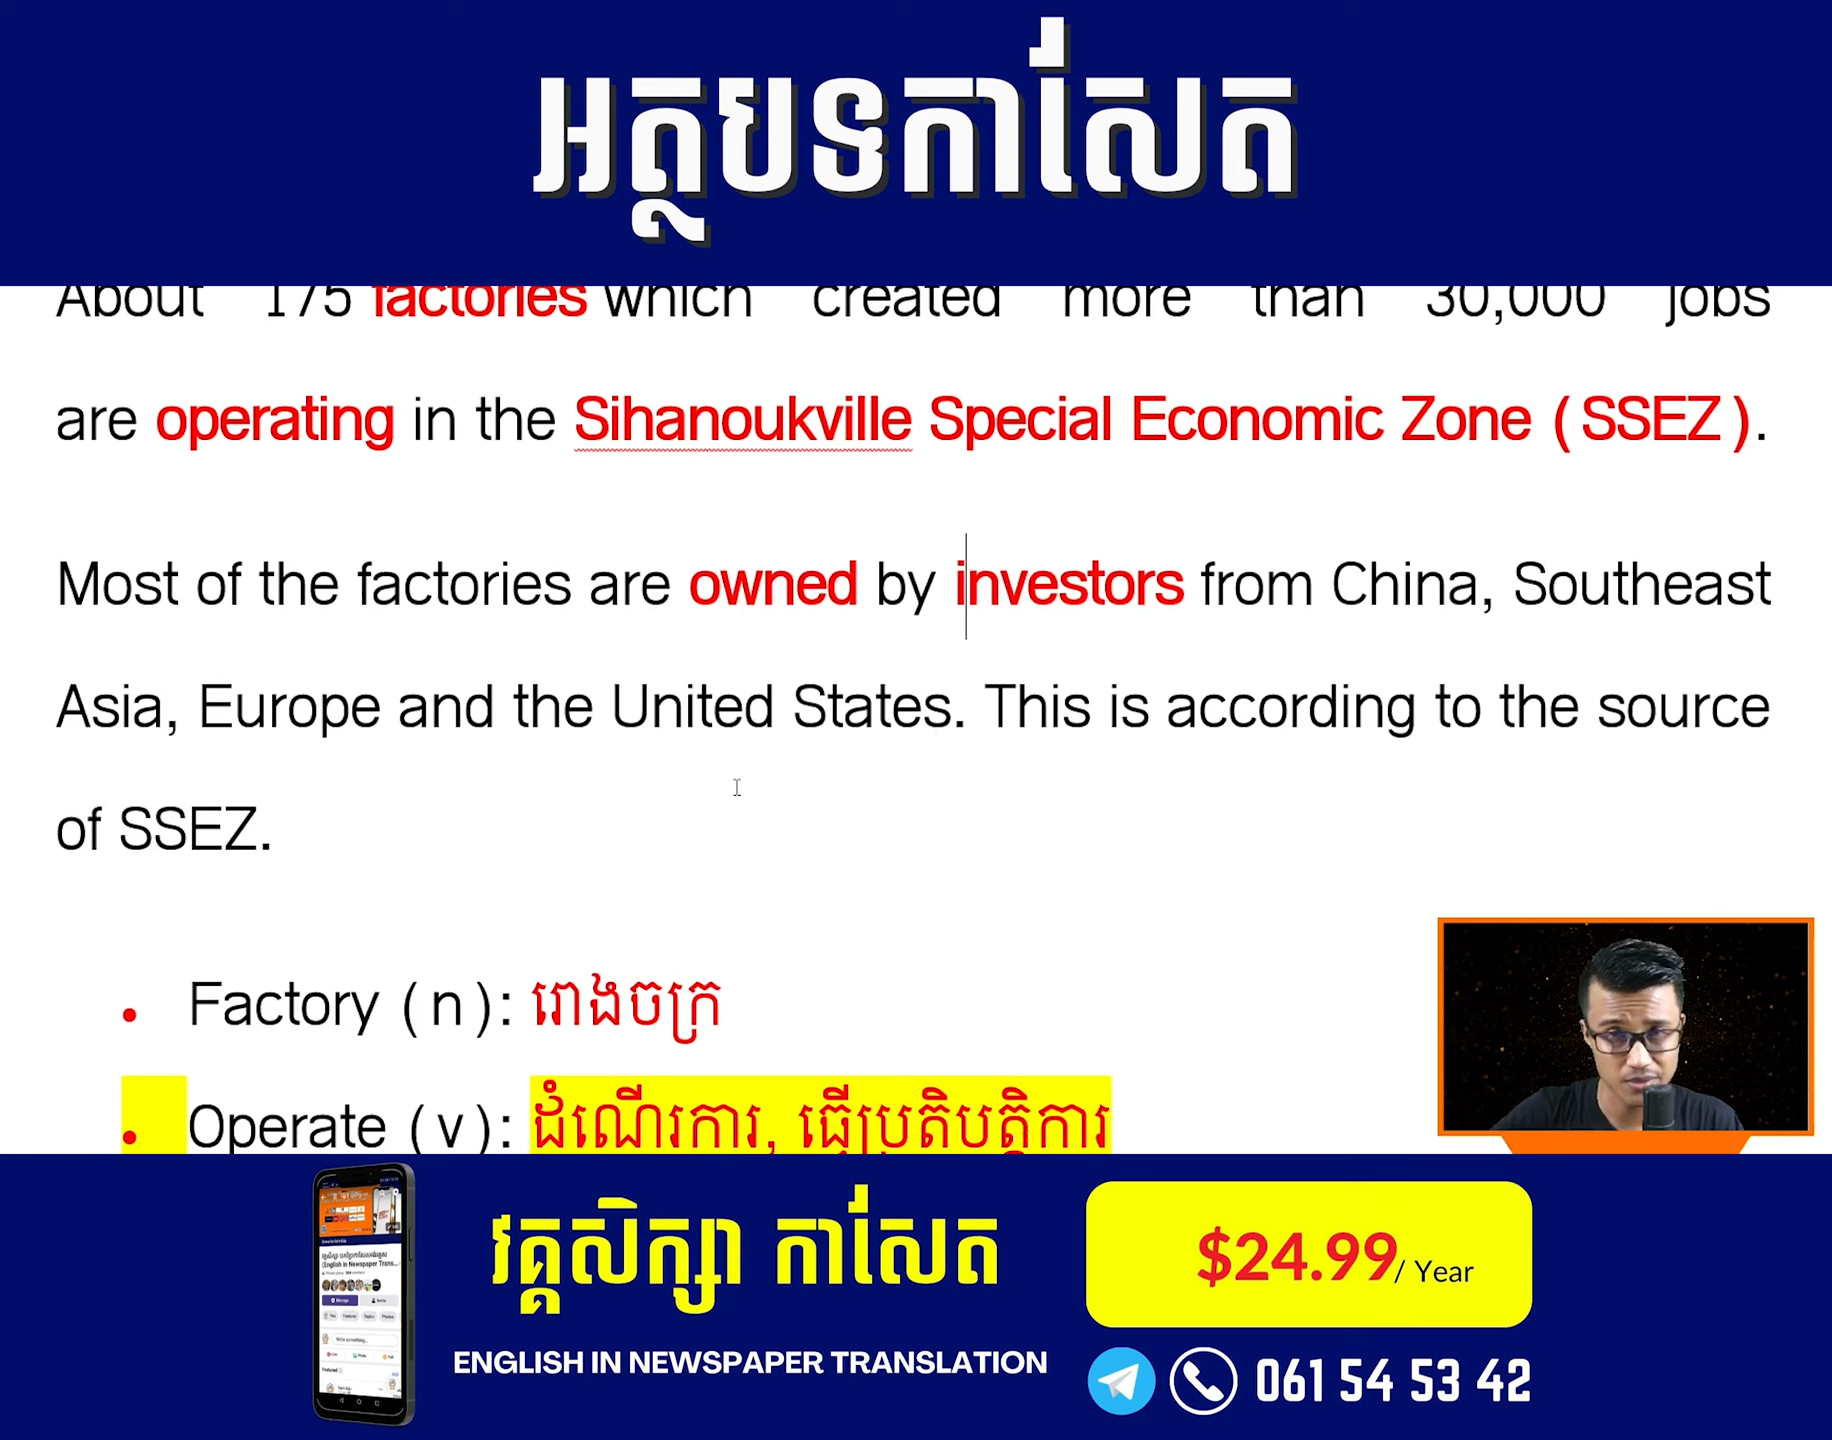 អត្ថបទកាសែត
About 175 factories which created more than 30,000 jobs
are operating in the Sihanoukville Special Economic Zone (SSEZ).
Most of the factories are owned by investors from China, Southeast
Asia, Europe and the United States. This is according to the source
of SSEZ.
• Factory (n): រោងចក្រ
• Operate (v): ដំណើរការ, ធ្វើប្រតិបត្តិការ
វគ្គសិក្សា កាសែត
ENGLISH IN NEWSPAPER TRANSLATION
$24.99/ Year
061 54 53 42